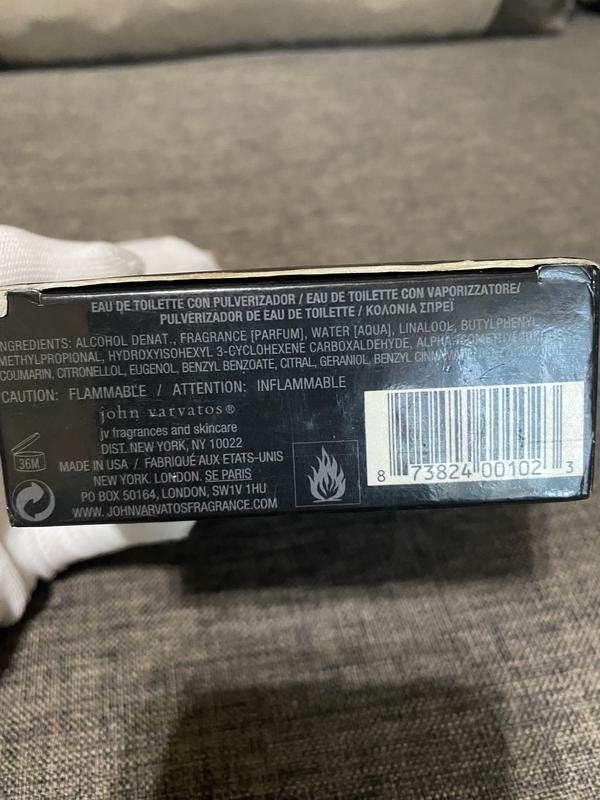 EAU DE TOILETTE CON PULVERIZADOR / EAU DE TOILETTE CON VAPORIZZATORE/
PULVERIZADOR DE EAU DE TOILETTE / ΚΟΛΟΝΙΑ ΣΠΡΕΪ
INGREDIENTS: ALCOHOL DENAT., FRAGRANCE [PARFUM], WATER [AQUA], LINALOOL, BUTYLPHENYL
METHYLPROPIONAL, HYDROXYISOHEXYL 3-CYCLOHEXENE CARBOXALDEHYDE,
COUMARIN, CITRONELLOL, EUGENOL, BENZYL BENZOATE, CITRAL, GERANIOL, BENZYL
CAUTION: FLAMMABLE / ATTENTION: INFLAMMABLE
john varvatos®
jv fragrances and skincare
DIST. NEW YORK, NY 10022
MADE IN USA / FABRIQUÉ AUX ETATS-UNIS
NEW YORK. LONDON. SE PARIS
PO BOX 50164, LONDON, SW1V 1HU
WWW.JOHNVARVATOSFRAGRANCE.COM
36M
8 73824 00102 3